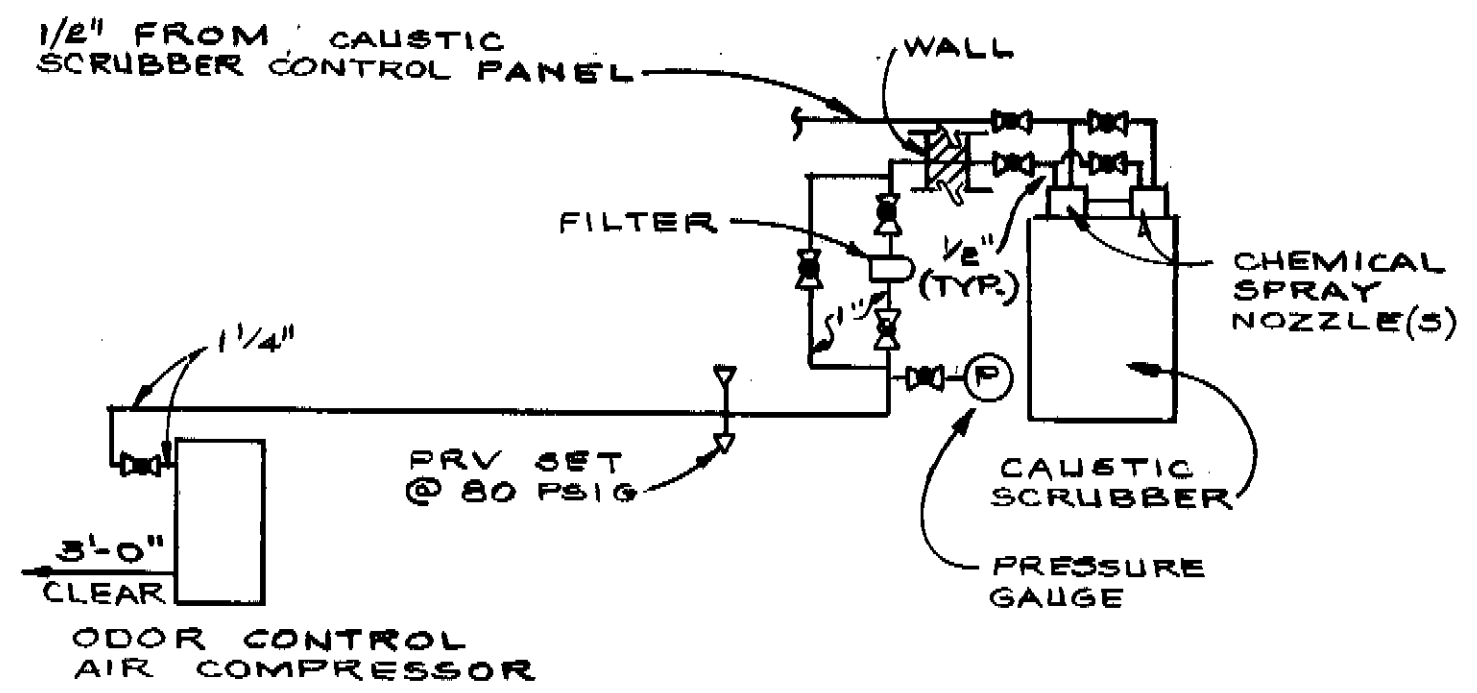 1/2" FROM CAUSTIC
SCRUBBER CONTROL PANEL
WALL
FILTER
1/2"
(TYP.)
CHEMICAL
SPRAY
NOZZLE(S)
1"
1 1/4"
P
PRV SET
@ 80 PSIG
CAUSTIC
SCRUBBER
3'-0"
CLEAR
PRESSURE
GAUGE
ODOR CONTROL
AIR COMPRESSOR